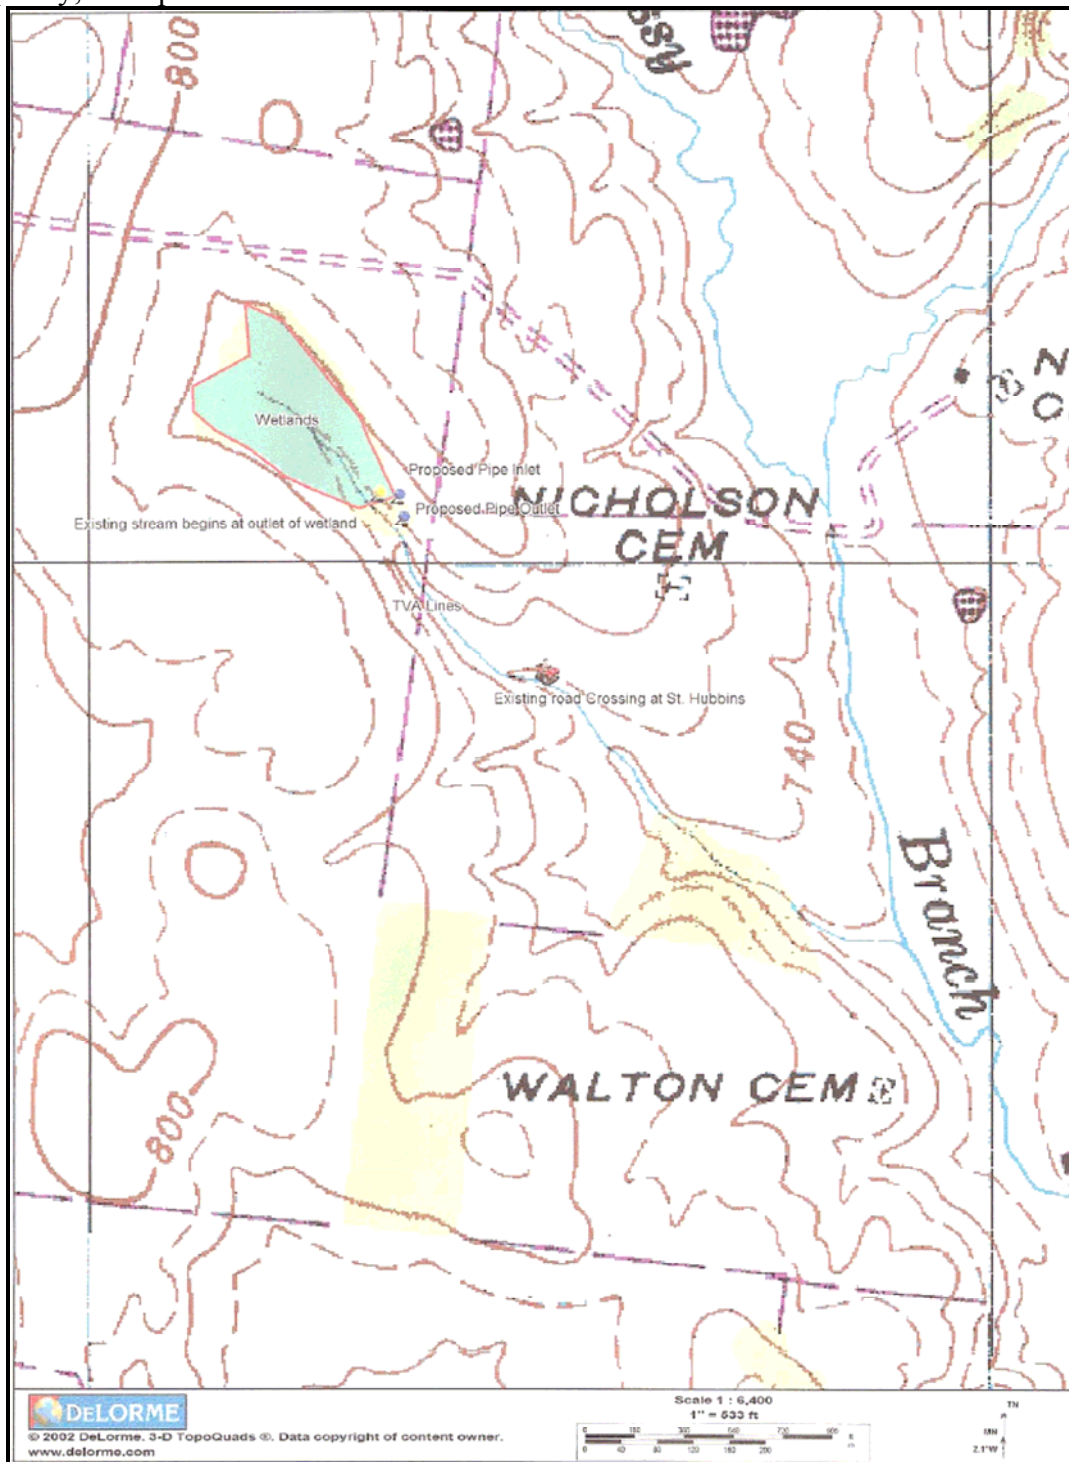 800
Wetlands
Proposed Pipe Inlet
Proposed Pipe Outlet
Existing stream begins at outlet of wetland
NICHOLSON
CEM
TVA Lines
Existing road Crossing at St. Hubbins
740
Branch
WALTON CEM
800
DELORME
© 2002 DeLorme. 3-D TopoQuads ®. Data copyright of content owner.
www.delorme.com
Scale 1 : 6,400
1" = 533 ft
TN
MN
2.1°W